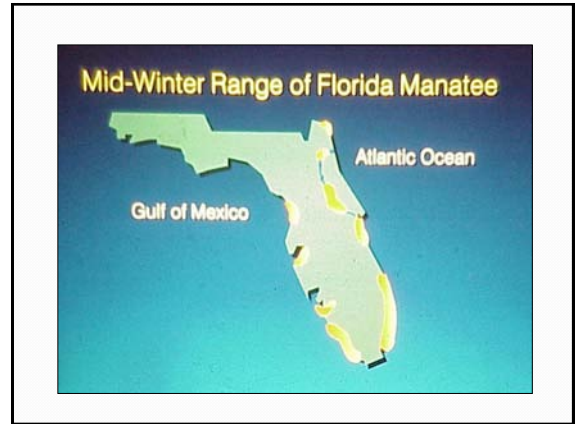 Mid-Winter Range of Florida Manatee
Atlantic Ocean
Gulf of Mexico